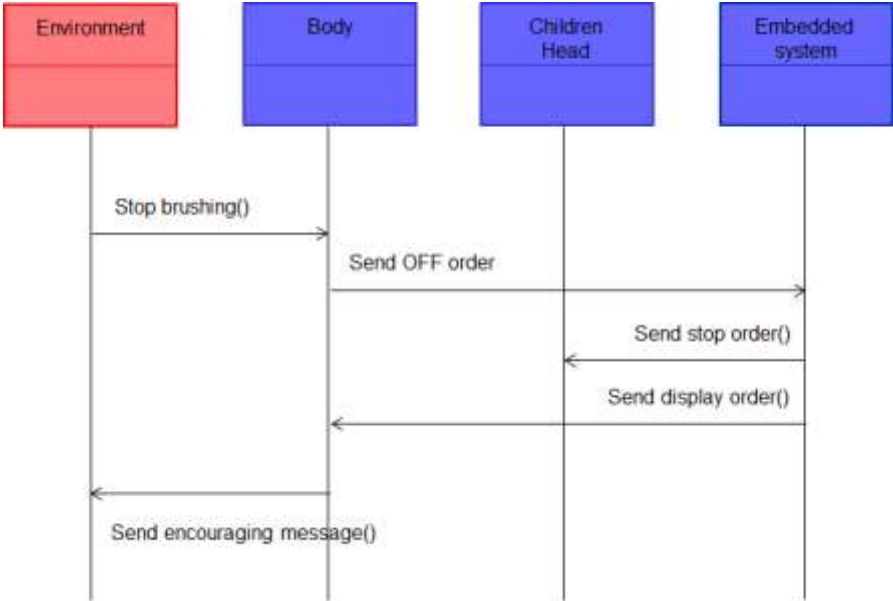 Environment
Body
Children
Head
Embedded
system
Stop brushing()
Send OFF order
Send stop order()
Send display order()
Send encouraging message()